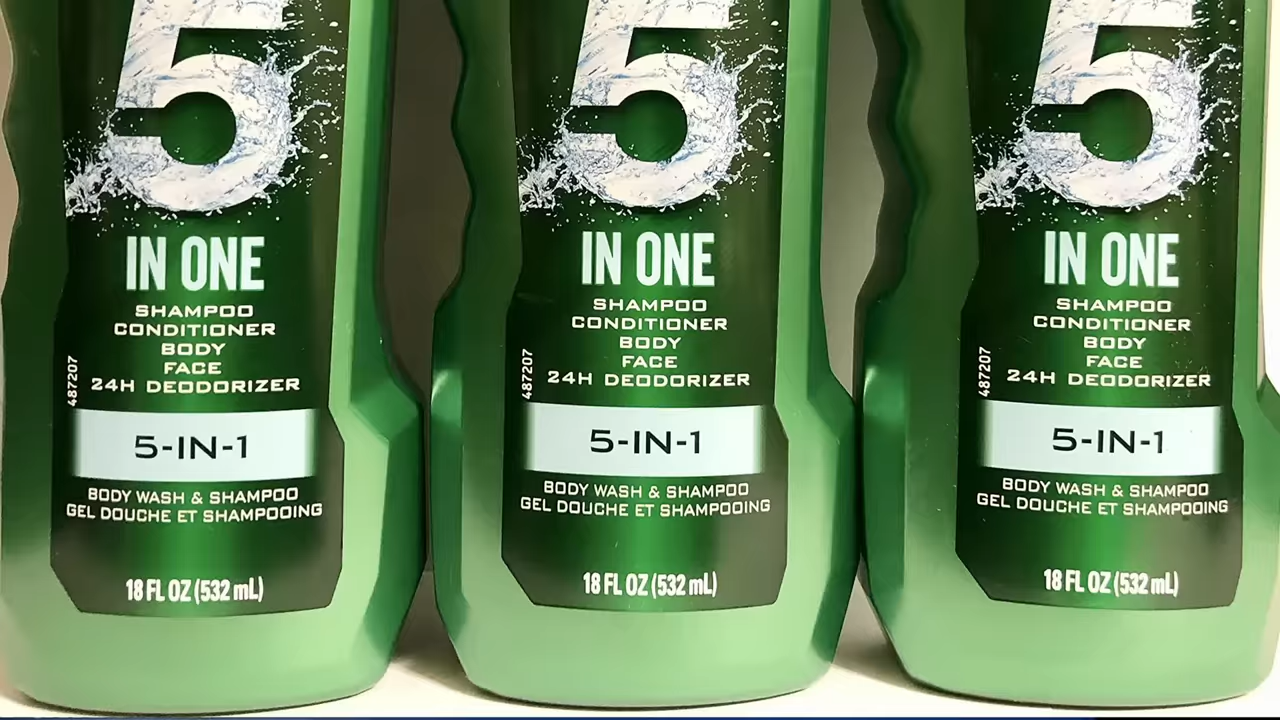 5
IN ONE
SHAMPOO
CONDITIONER
BODY
FACE
24H DEODORIZER
487207
5-IN-1
BODY WASH & SHAMPOO
GEL DOUCHE ET SHAMPOOING
18 FL OZ (532 mL)
5
IN ONE
SHAMPOO
CONDITIONER
BODY
FACE
24H DEODORIZER
487207
5-IN-1
BODY WASH & SHAMPOO
GEL DOUCHE ET SHAMPOOING
18 FL OZ (532 mL)
5
IN ONE
SHAMPOO
CONDITIONER
BODY
FACE
24H DEODORIZER
487207
5-IN-1
BODY WASH & SHAMPOO
GEL DOUCHE ET SHAMPOOING
18 FL OZ (532 mL)